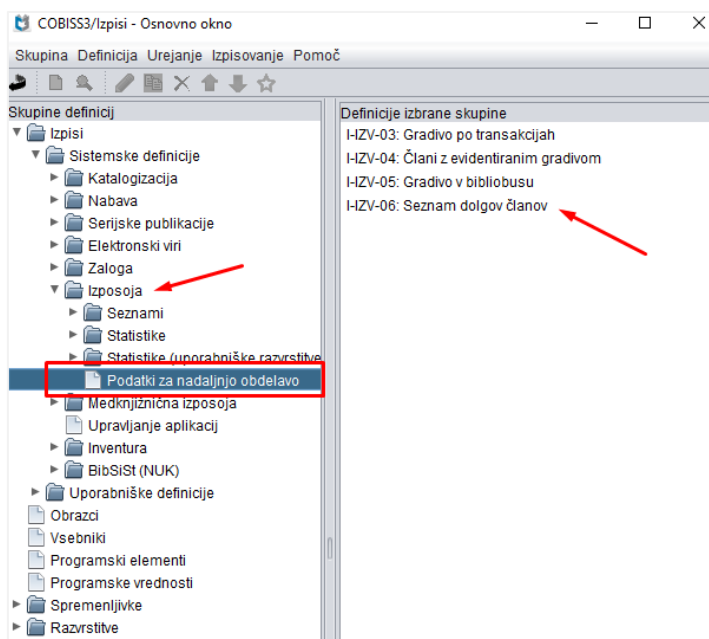 COBISS3/Izpisi - Osnovno okno
Skupina Definicija Urejanje Izpisovanje Pomoč
Skupine definicij
Izpisi
Sistemske definicije
Katalogizacija
Nabava
Serijske publikacije
Elektronski viri
Zaloga
Izposoja
Seznami
Statistike
Statistike (uporabniške razvrstitve
Podatki za nadaljnjo obdelavo
Medknjižnična izposoja
Upravljanje aplikacij
Inventura
BibSiSt (NUK)
Uporabniške definicije
Obrazci
Vsebniki
Programski elementi
Programske vrednosti
Spremenljivke
Razvrstitve
Definicije izbrane skupine
I-IZV-03: Gradivo po transakcijah
I-IZV-04: Člani z evidentiranim gradivom
I-IZV-05: Gradivo v bibliobusu
I-IZV-06: Seznam dolgov članov